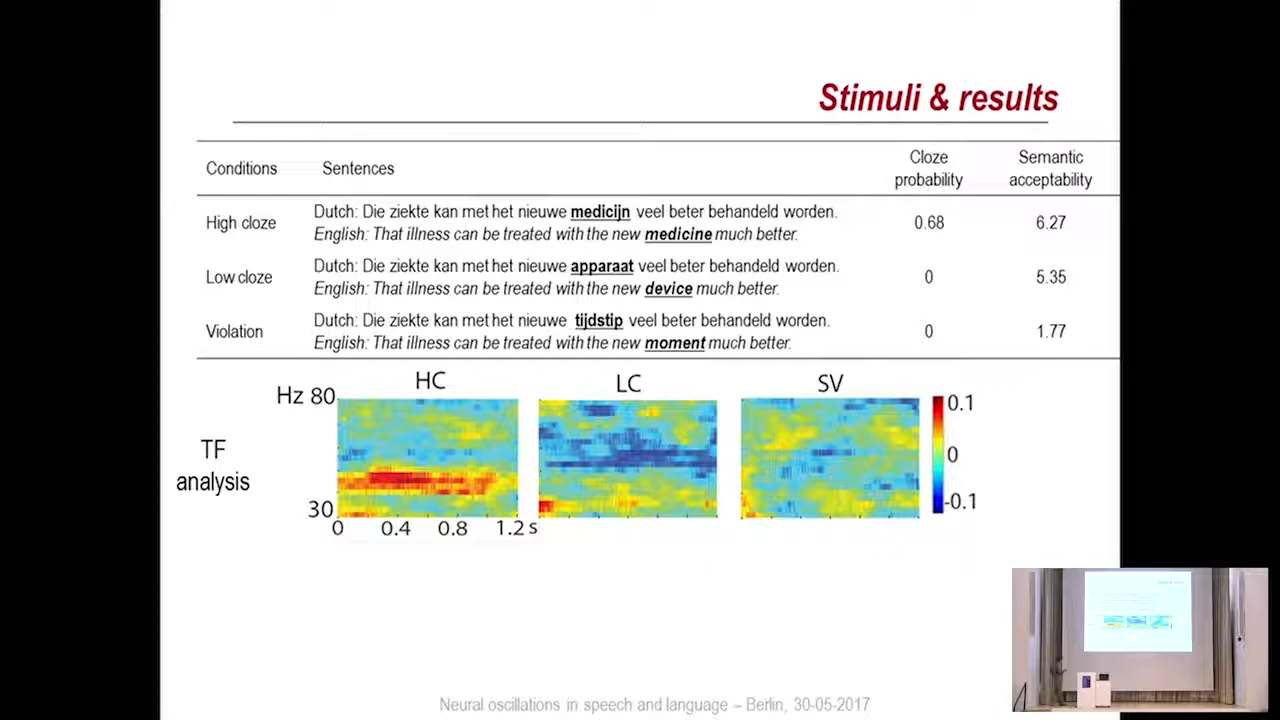 Stimuli & results
Conditions Sentences Cloze probability Semantic acceptability
High cloze Dutch: Die ziekte kan met het nieuwe medicijn veel beter behandeld worden. 0.68 6.27
English: That illness can be treated with the new medicine much better.
Low cloze Dutch: Die ziekte kan met het nieuwe apparaat veel beter behandeld worden. 0 5.35
English: That illness can be treated with the new device much better.
Violation Dutch: Die ziekte kan met het nieuwe tijdstip veel beter behandeld worden. 0 1.77
English: That illness can be treated with the new moment much better.
HC LC SV
Hz 80 0.1
TF analysis 0
30 -0.1
0 0.4 0.8 1.2 s
Neural oscillations in speech and language – Berlin, 30-05-2017